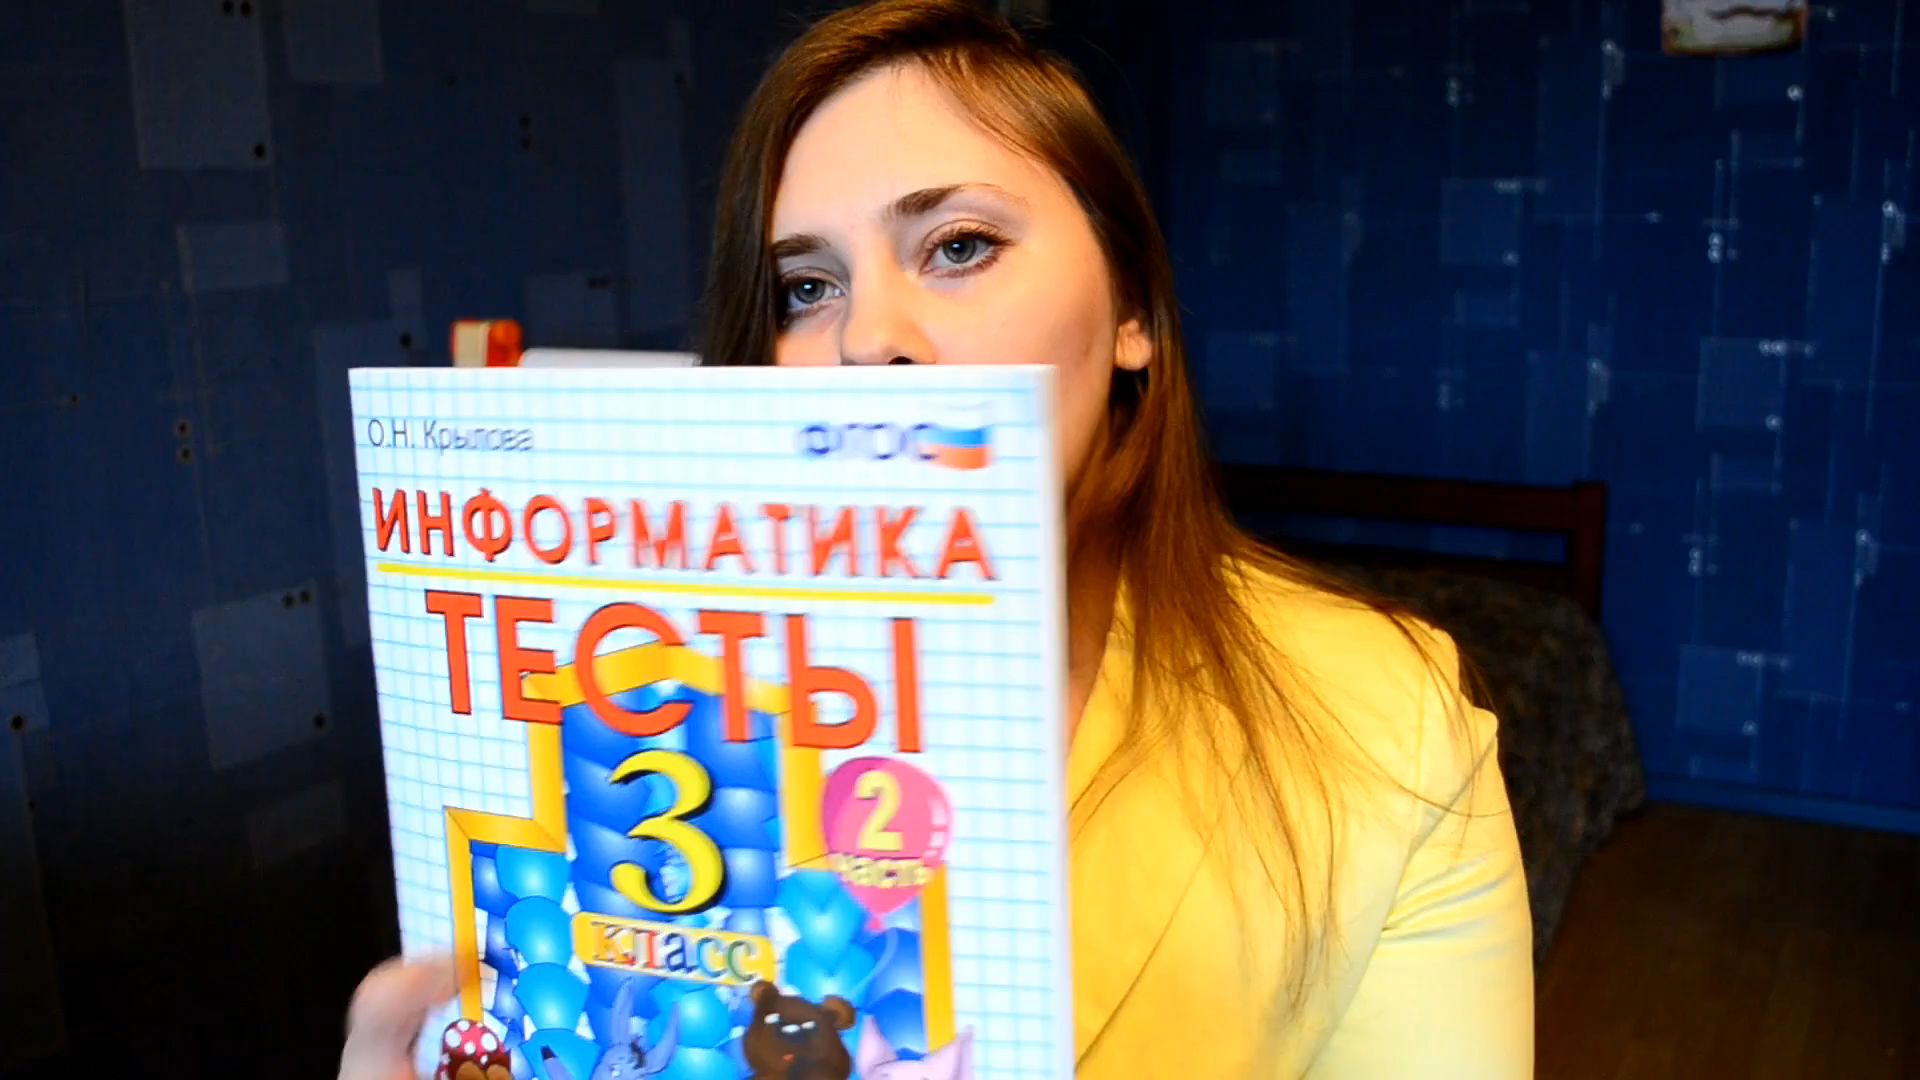 О.Н. Крылова
ФГОС
ИНФОРМАТИКА
ТЕСТЫ
3
класс
2
часть